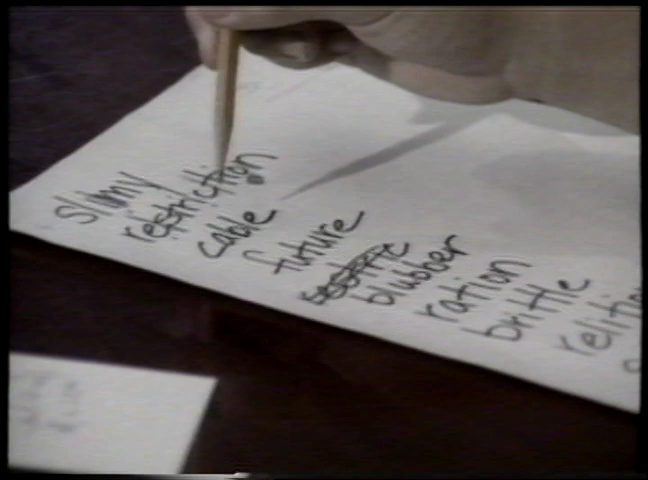 slimy
restriction
cable
future
blubber
ration
brittle